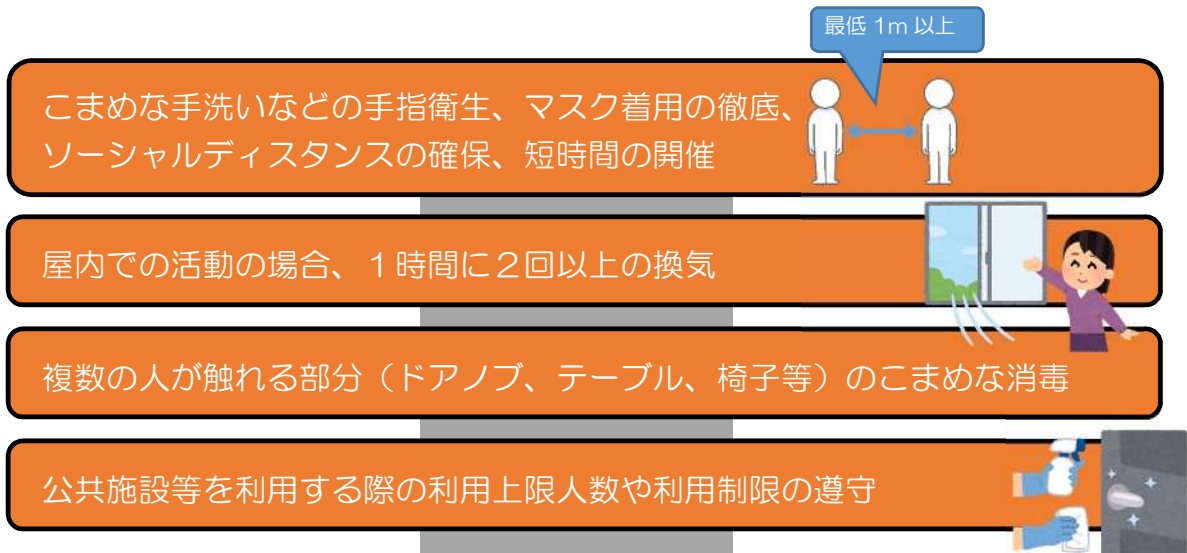 最低 1m 以上
こまめな手洗いなどの手指衛生、マスク着用の徹底、
ソーシャルディスタンスの確保、短時間の開催
屋内での活動の場合、１時間に２回以上の換気
複数の人が触れる部分（ドアノブ、テーブル、椅子等）のこまめな消毒
公共施設等を利用する際の利用上限人数や利用制限の遵守